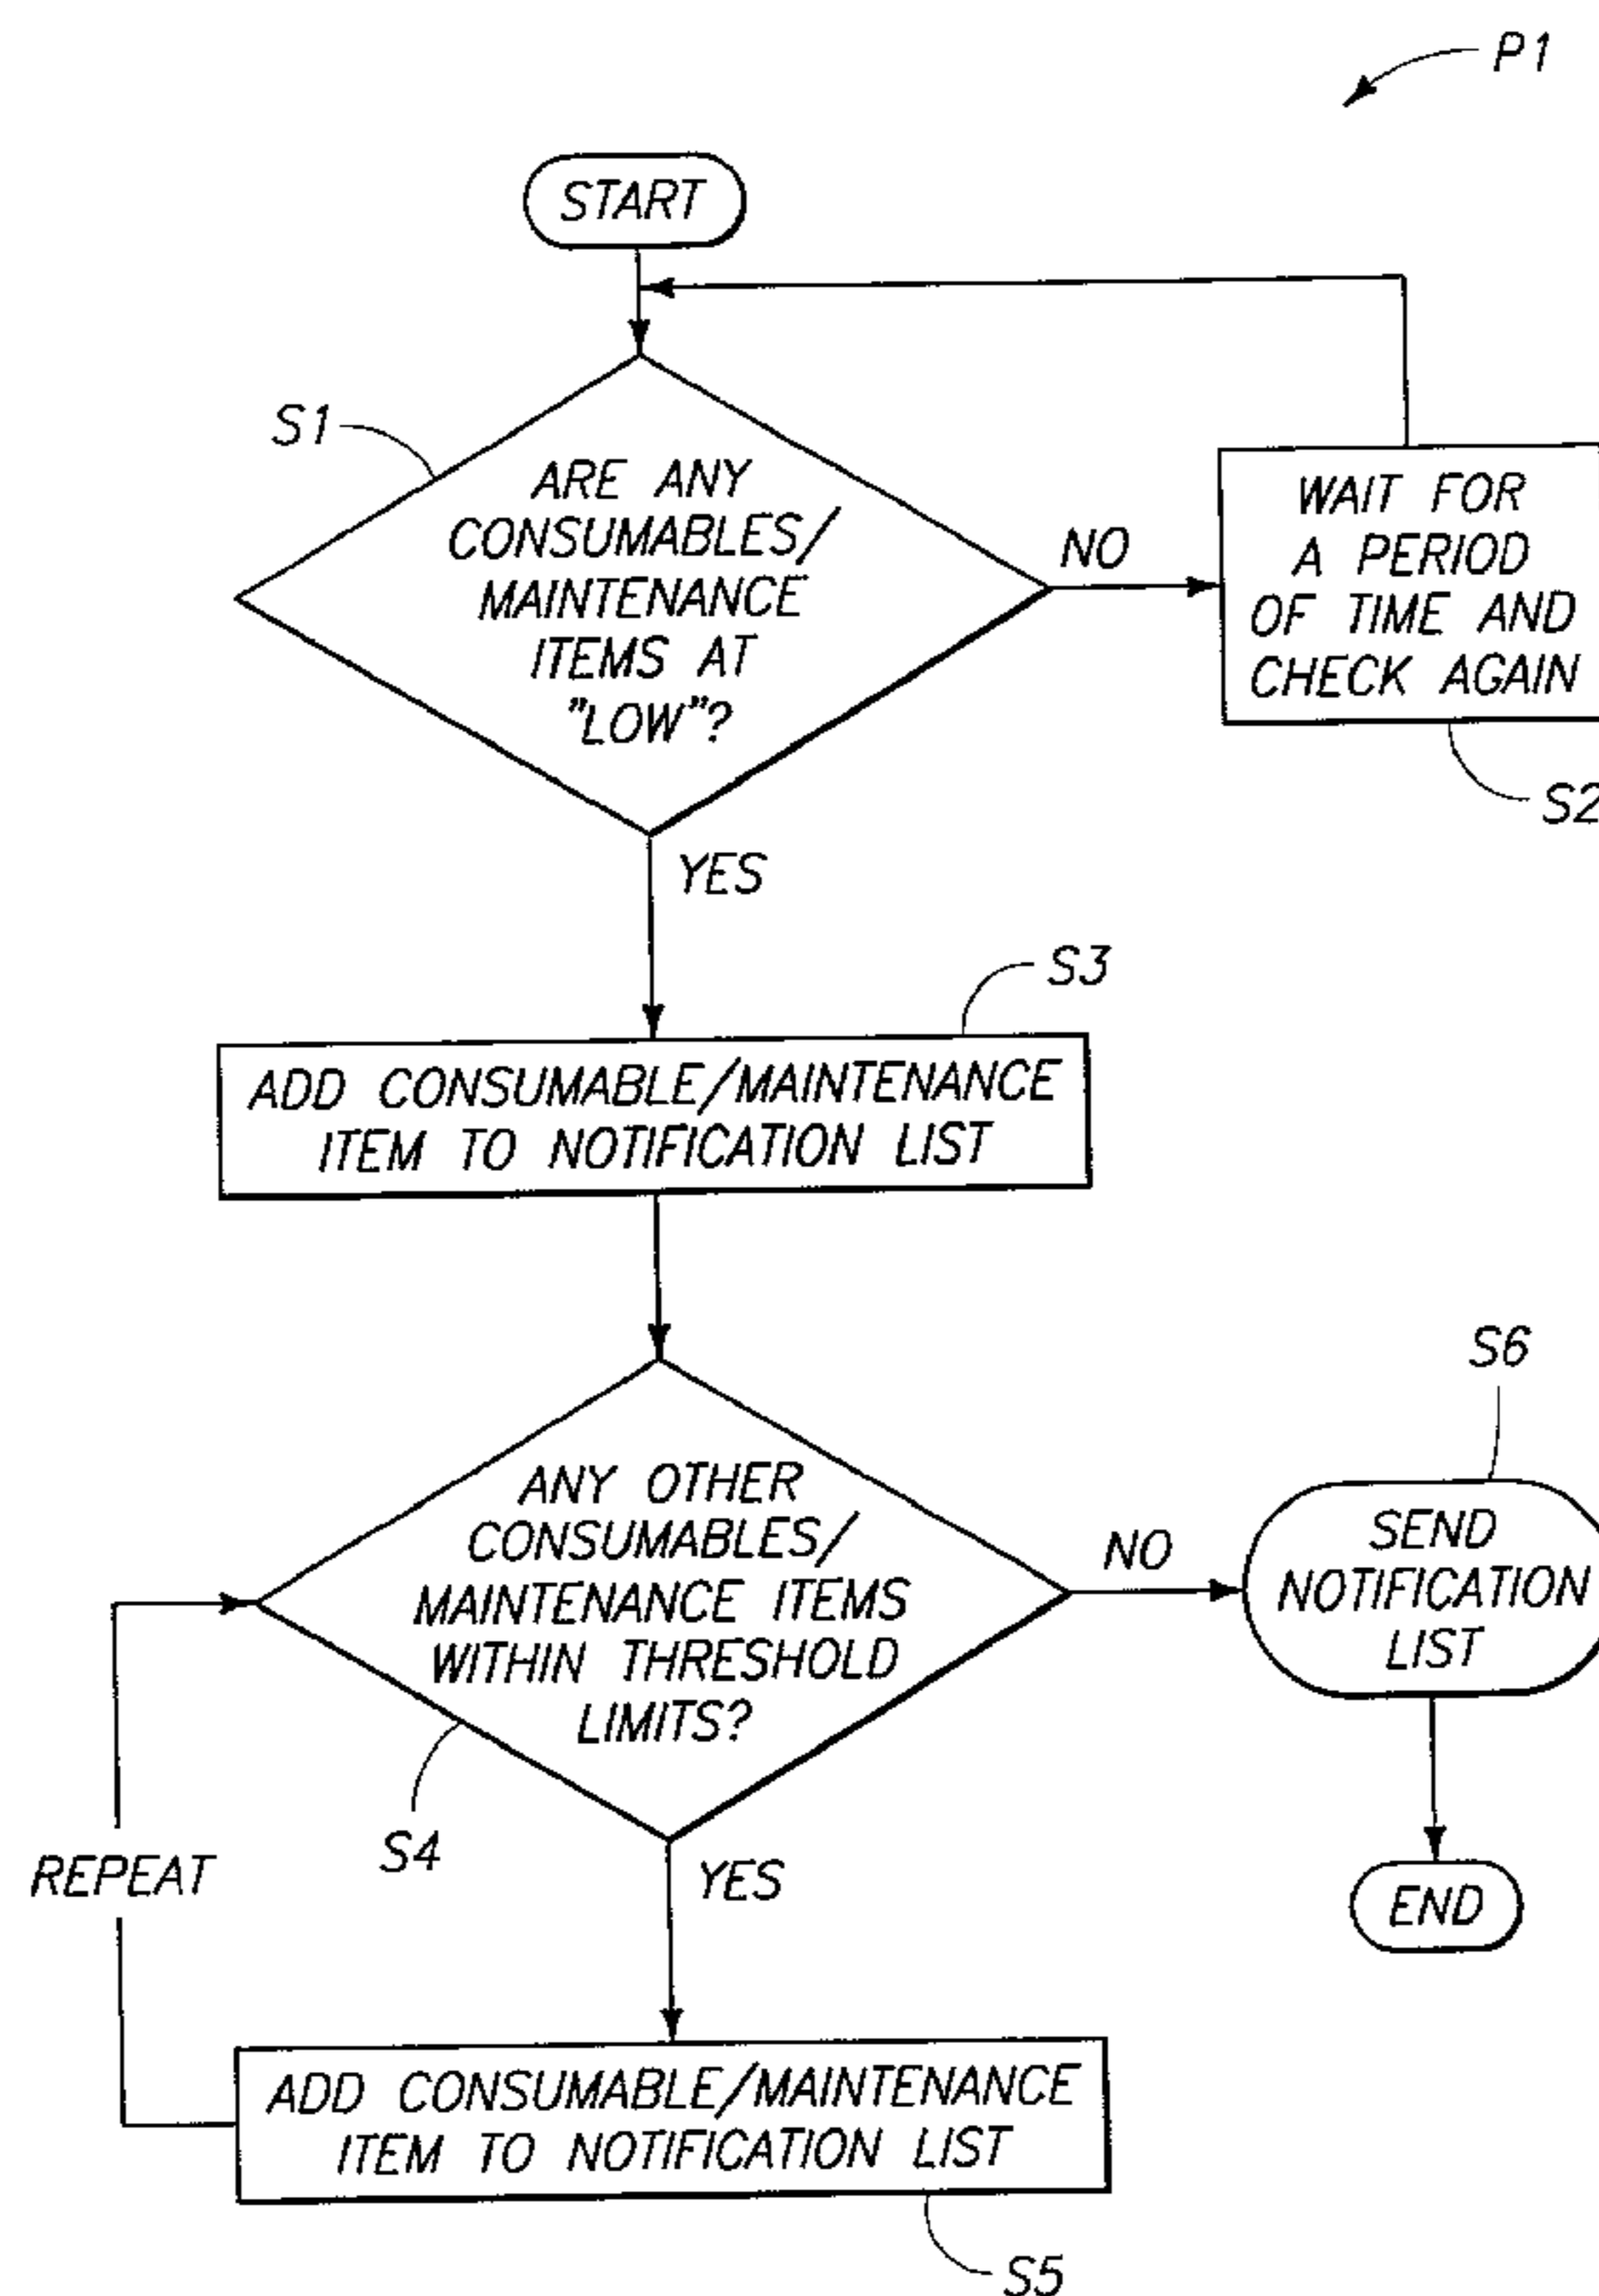 P1
START
S1
ARE ANY
CONSUMABLES/
MAINTENANCE
ITEMS AT
"LOW"?
NO
WAIT FOR
A PERIOD
OF TIME AND
CHECK AGAIN
S2
YES
S3
ADD CONSUMABLE/MAINTENANCE
ITEM TO NOTIFICATION LIST
S6
ANY OTHER
CONSUMABLES/
MAINTENANCE ITEMS
WITHIN THRESHOLD
LIMITS?
NO
SEND
NOTIFICATION
LIST
S4
REPEAT
YES
END
ADD CONSUMABLE/MAINTENANCE
ITEM TO NOTIFICATION LIST
S5